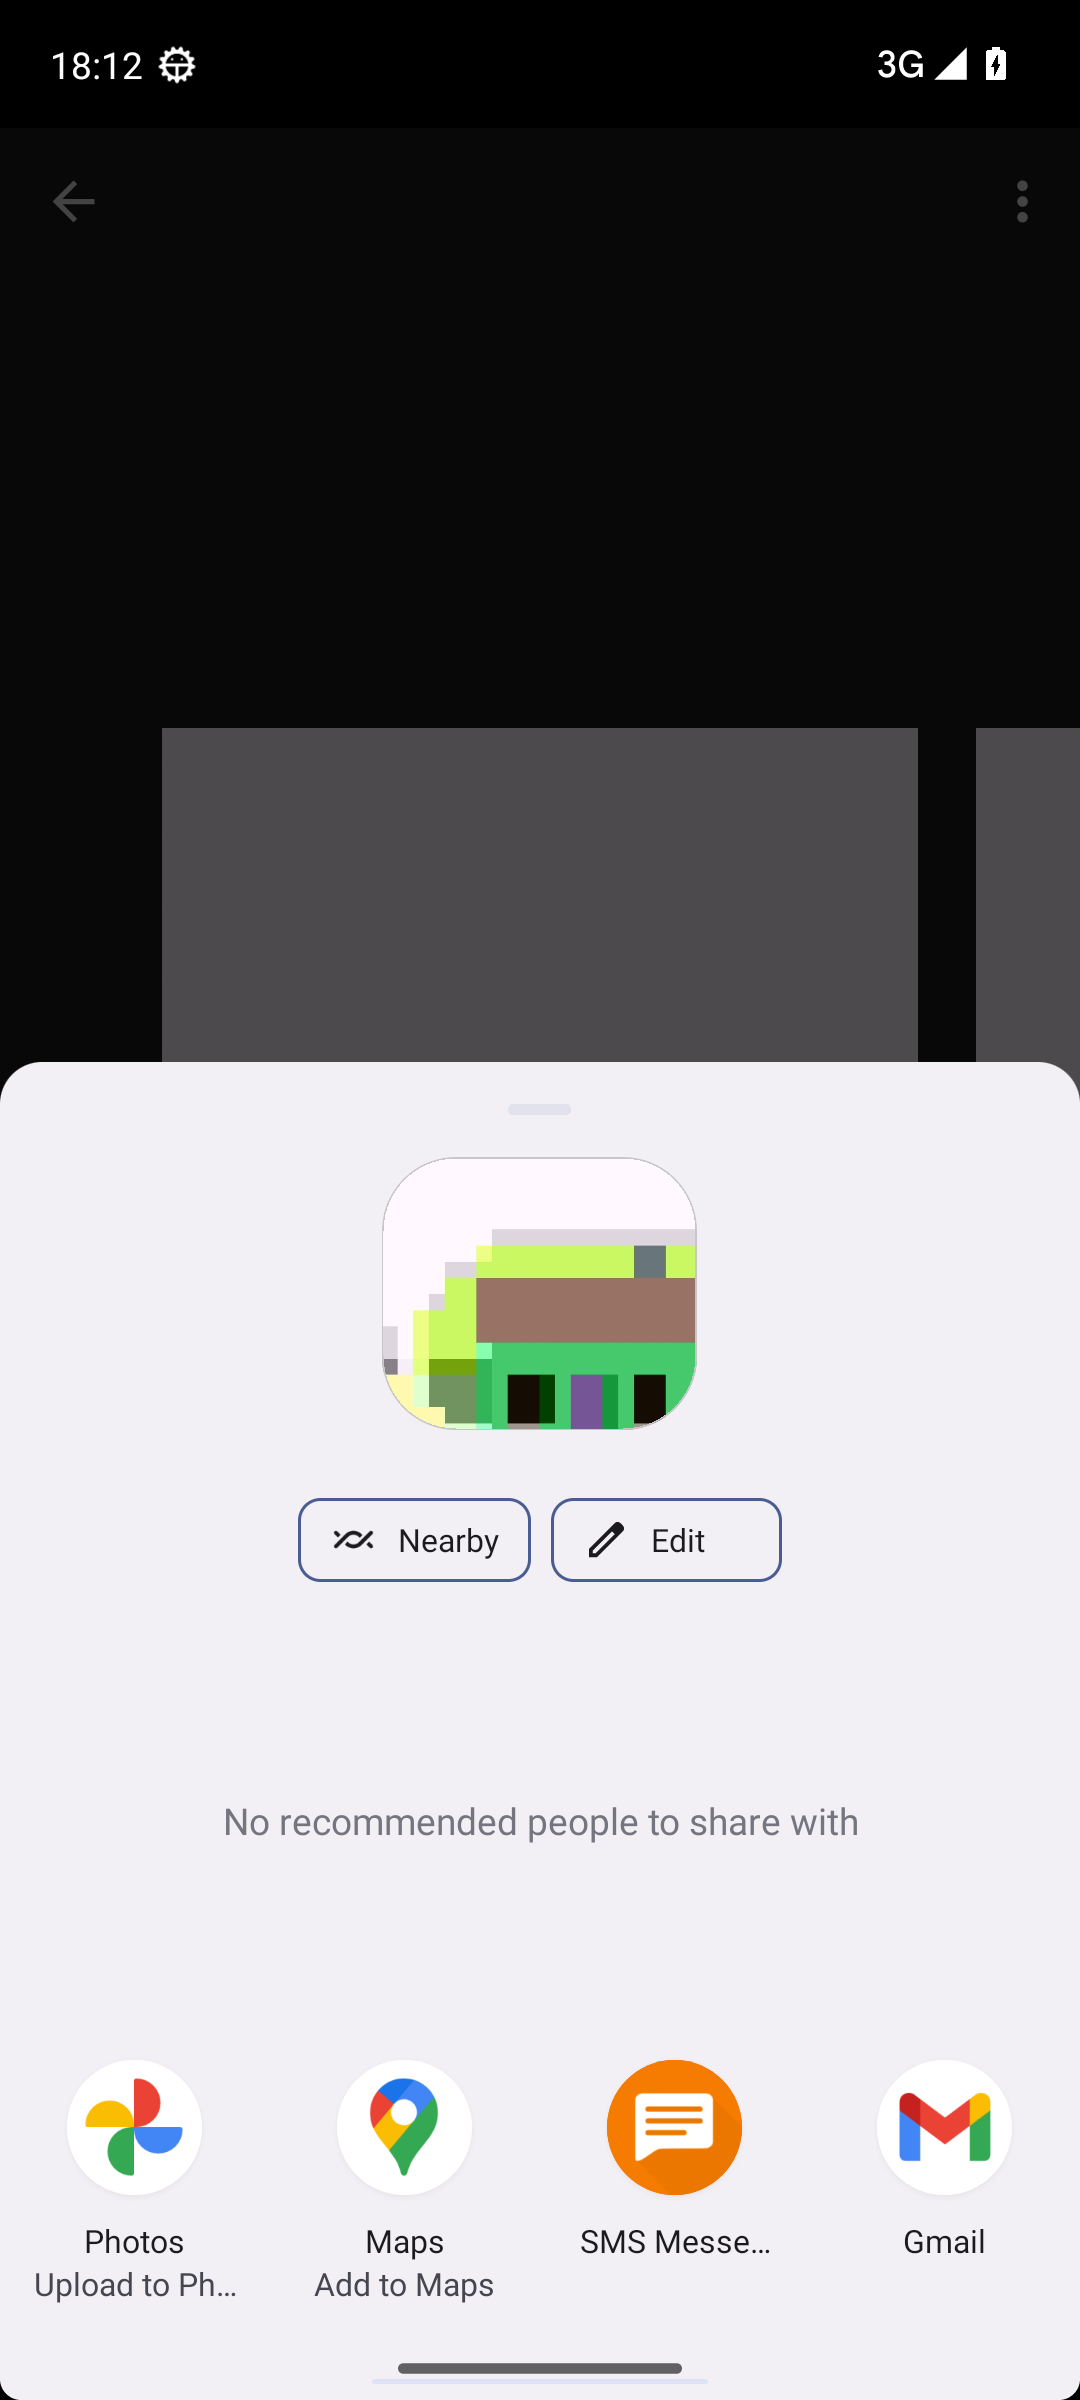 18:12
3G
Nearby
Edit
No recommended people to share with
Photos
Upload to Ph...
Maps
Add to Maps
SMS Messe...
Gmail